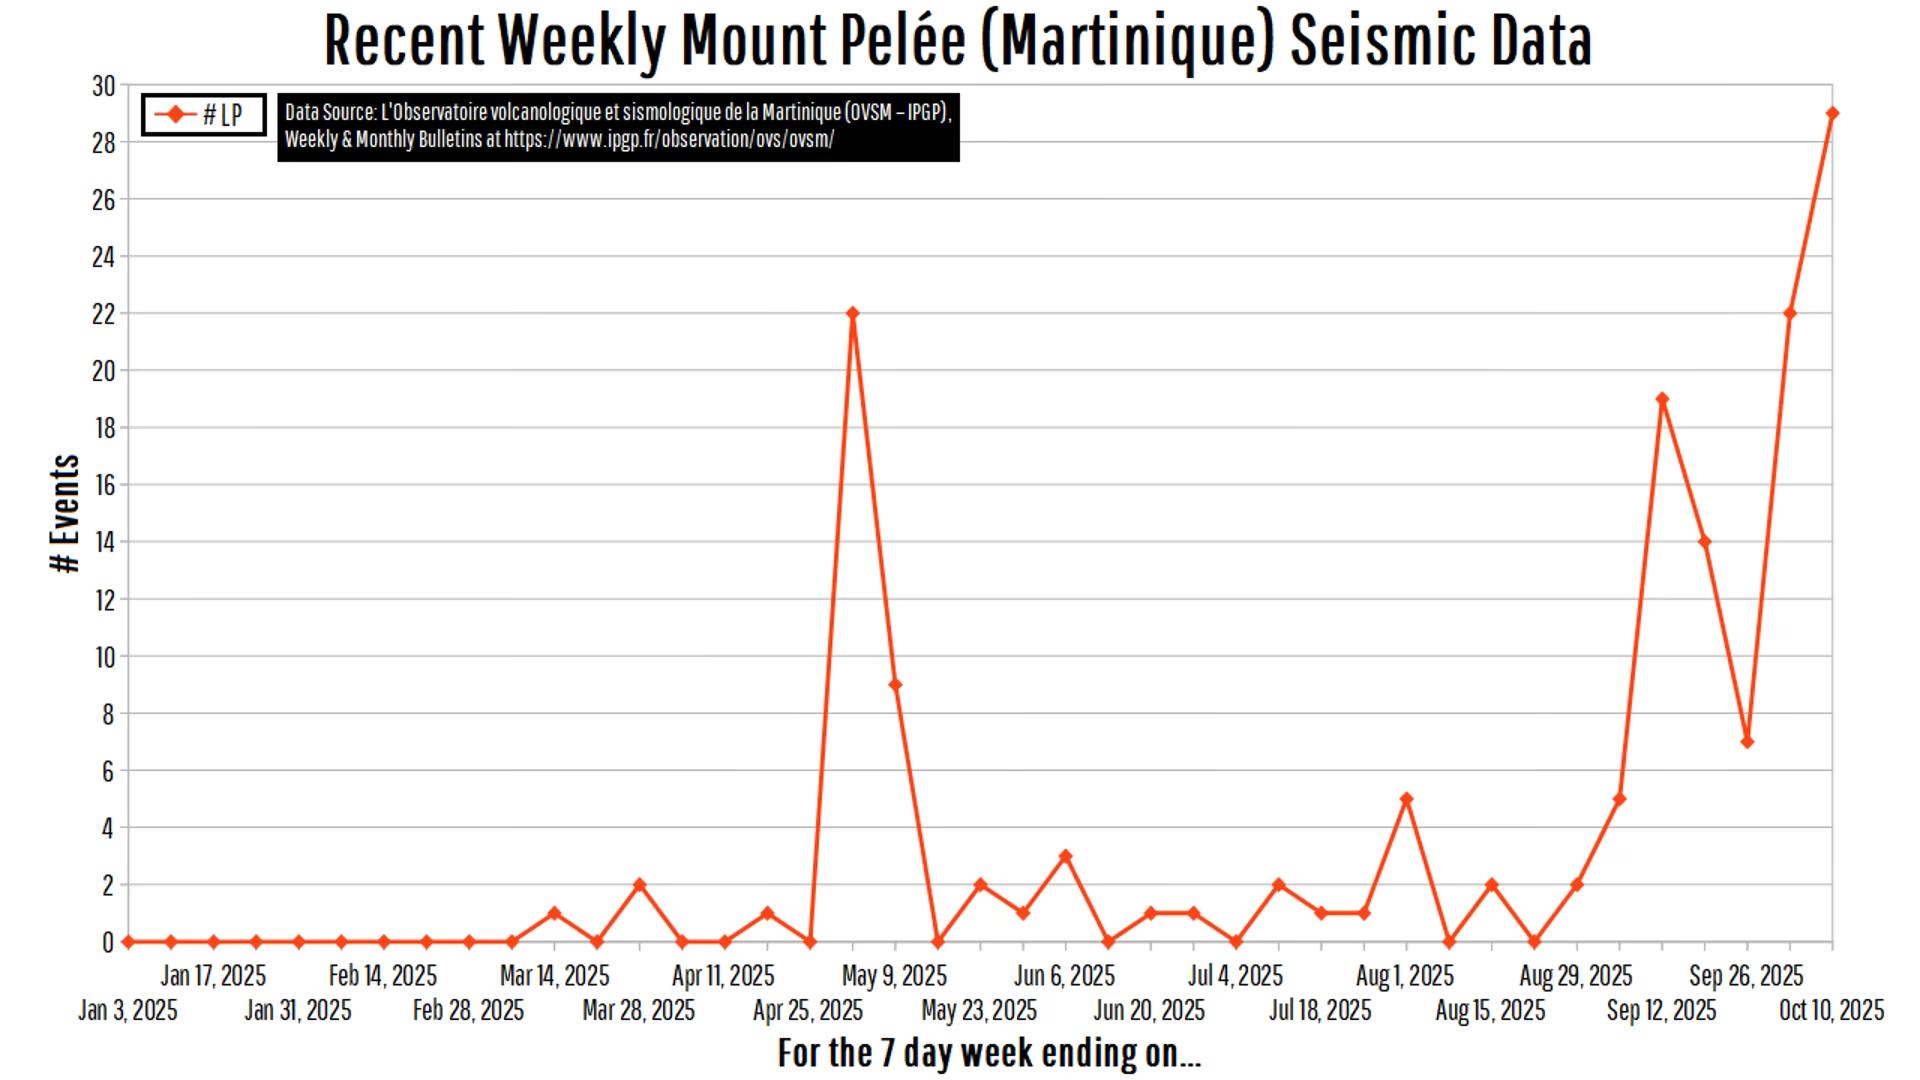 Recent Weekly Mount Pelée (Martinique) Seismic Data
# LP
Data Source: L'Observatoire volcanologique et sismologique de la Martinique (OVSM – IPGP),
Weekly & Monthly Bulletins at https://www.ipgp.fr/observation/ovs/ovsm/
# Events
30
28
26
24
22
20
18
16
14
12
10
8
6
4
2
0
Jan 17, 2025 Feb 14, 2025 Mar 14, 2025 Apr 11, 2025 May 9, 2025 Jun 6, 2025 Jul 4, 2025 Aug 1, 2025 Aug 29, 2025 Sep 26, 2025
Jan 3, 2025 Jan 31, 2025 Feb 28, 2025 Mar 28, 2025 Apr 25, 2025 May 23, 2025 Jun 20, 2025 Jul 18, 2025 Aug 15, 2025 Sep 12, 2025 Oct 10, 2025
For the 7 day week ending on...